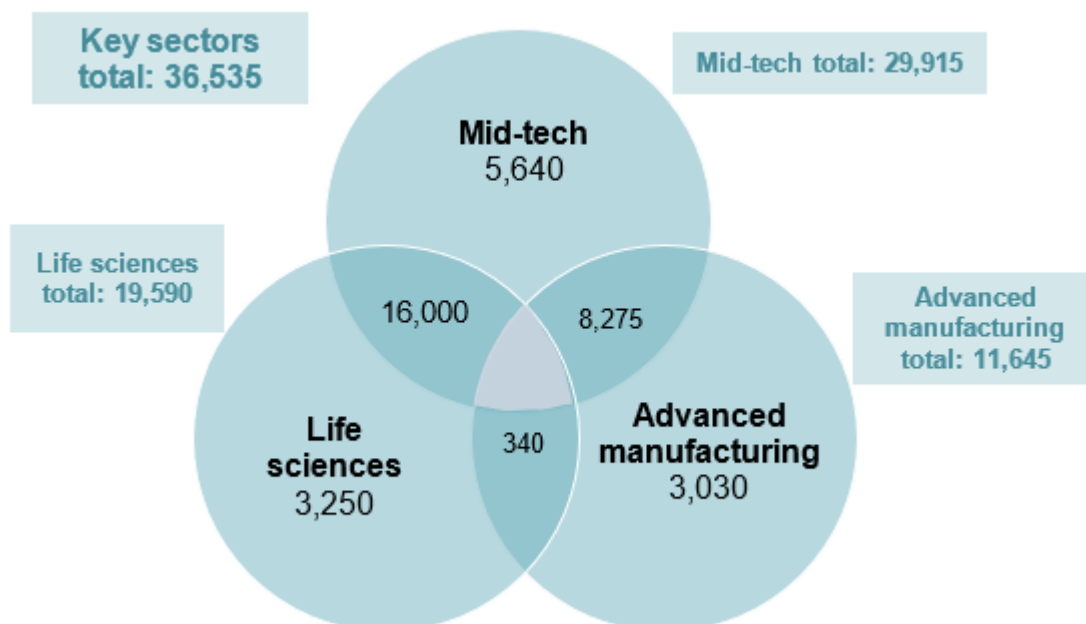 Key sectors
total: 36,535
Mid-tech total: 29,915
Mid-tech
5,640
Life sciences
total: 19,590
16,000
8,275
Advanced
manufacturing
total: 11,645
Life
sciences
3,250
340
Advanced
manufacturing
3,030